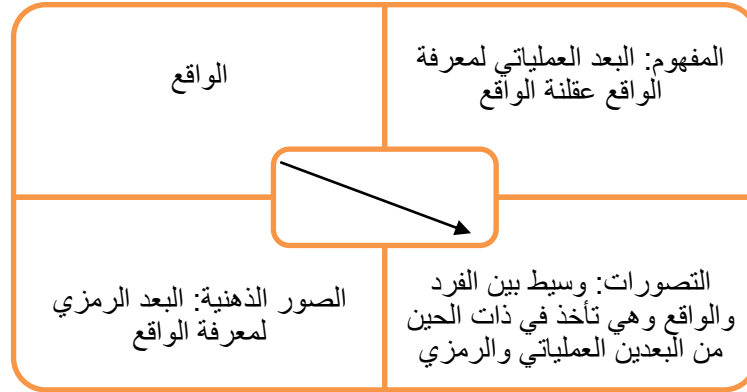 المفهوم: البعد العملياتي لمعرفة
الواقع عقلنة الواقع
الواقع
التصورات: وسيط بين الفرد
والواقع وهي تأخذ في ذات الحين
من البعدين العملياتي والرمزي
الصور الذهنية: البعد الرمزي
لمعرفة الواقع